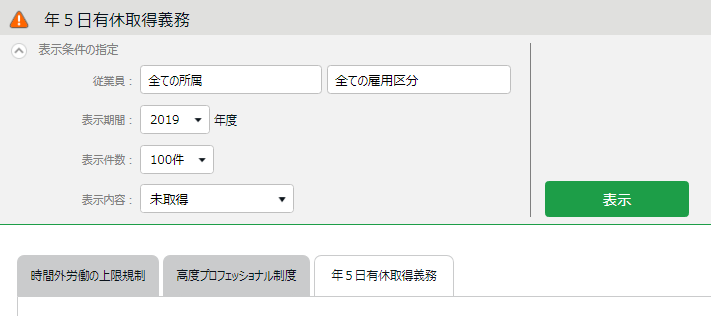 年５日有休取得義務
表示条件の指定
従業員： 全ての所属 全ての雇用区分
表示期間： 2019 年度
表示件数： 100件
表示内容： 未取得
表示
時間外労働の上限規制 高度プロフェッショナル制度 年５日有休取得義務